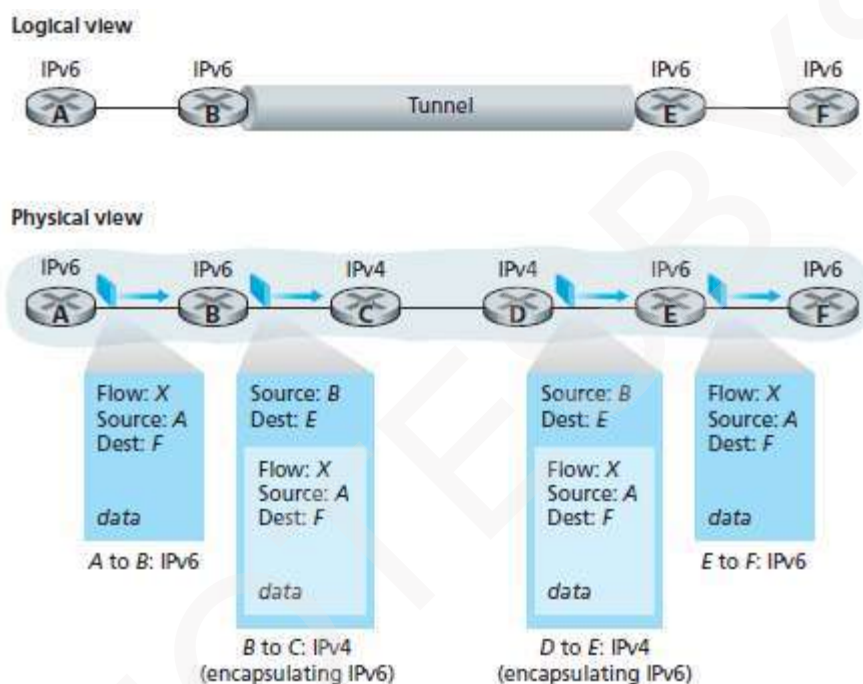 Logical view
IPv6 IPv6 IPv6 IPv6
A B Tunnel E F
Physical view
IPv6 IPv6 IPv4 IPv4 IPv6 IPv6
A B C D E F
Flow: X
Source: A
Dest: F
data
A to B: IPv6
Source: B
Dest: E
Flow: X
Source: A
Dest: F
data
B to C: IPv4
(encapsulating IPv6)
Source: B
Dest: E
Flow: X
Source: A
Dest: F
data
D to E: IPv4
(encapsulating IPv6)
Flow: X
Source: A
Dest: F
data
E to F: IPv6